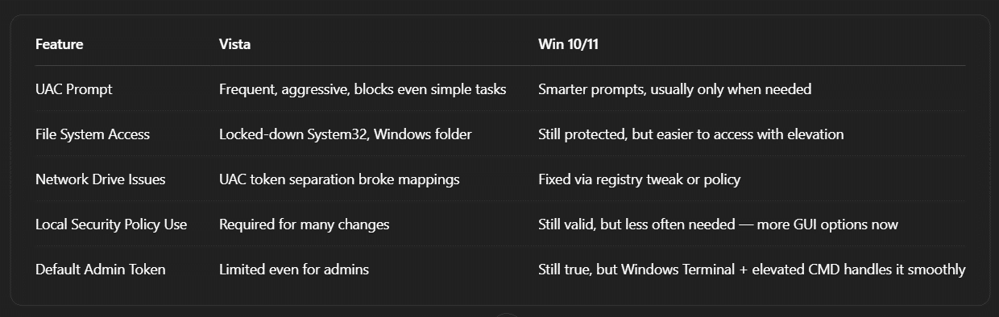 Feature Vista Win 10/11
UAC Prompt Frequent, aggressive, blocks even simple tasks Smarter prompts, usually only when needed
File System Access Locked-down System32, Windows folder Still protected, but easier to access with elevation
Network Drive Issues UAC token separation broke mappings Fixed via registry tweak or policy
Local Security Policy Use Required for many changes Still valid, but less often needed — more GUI options now
Default Admin Token Limited even for admins Still true, but Windows Terminal + elevated CMD handles it smoothly